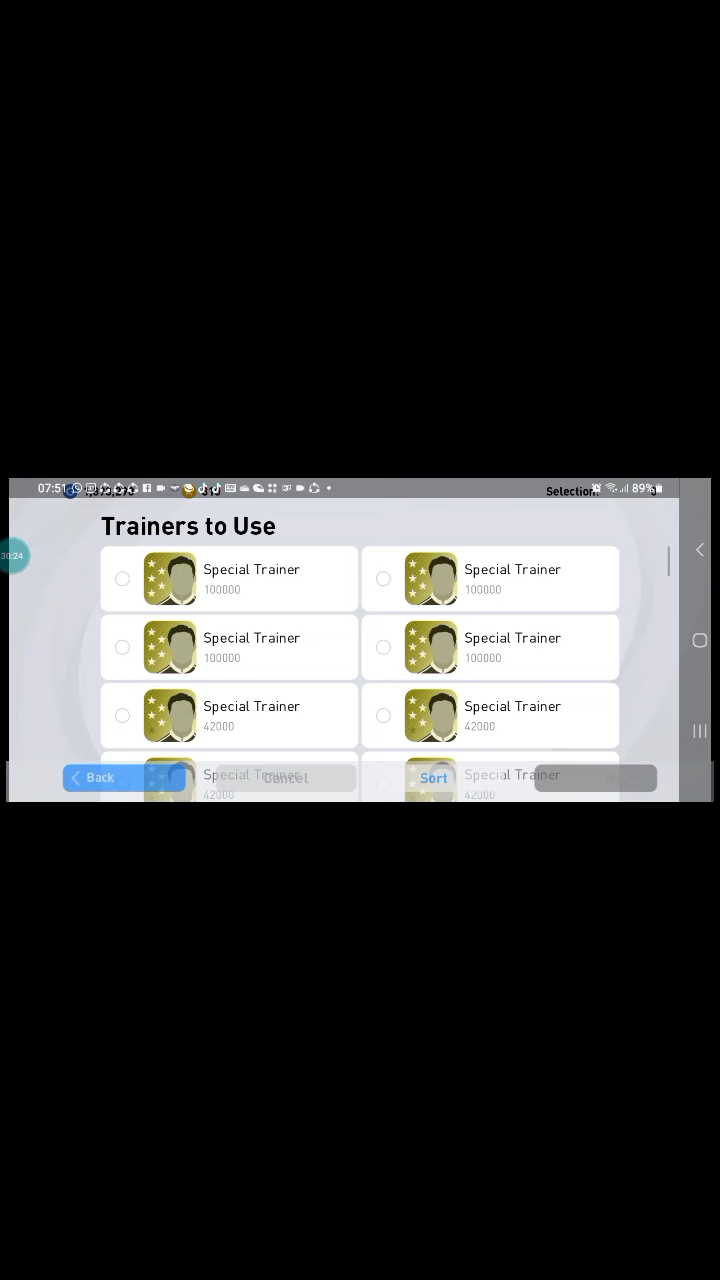 07:51 89%
Selection:
30:24
Trainers to Use
Special Trainer Special Trainer
100000 100000
Special Trainer Special Trainer
100000 100000
Special Trainer Special Trainer
42000 42000
Special Trainer Special Trainer
42000 42000
Back Cancel Sort